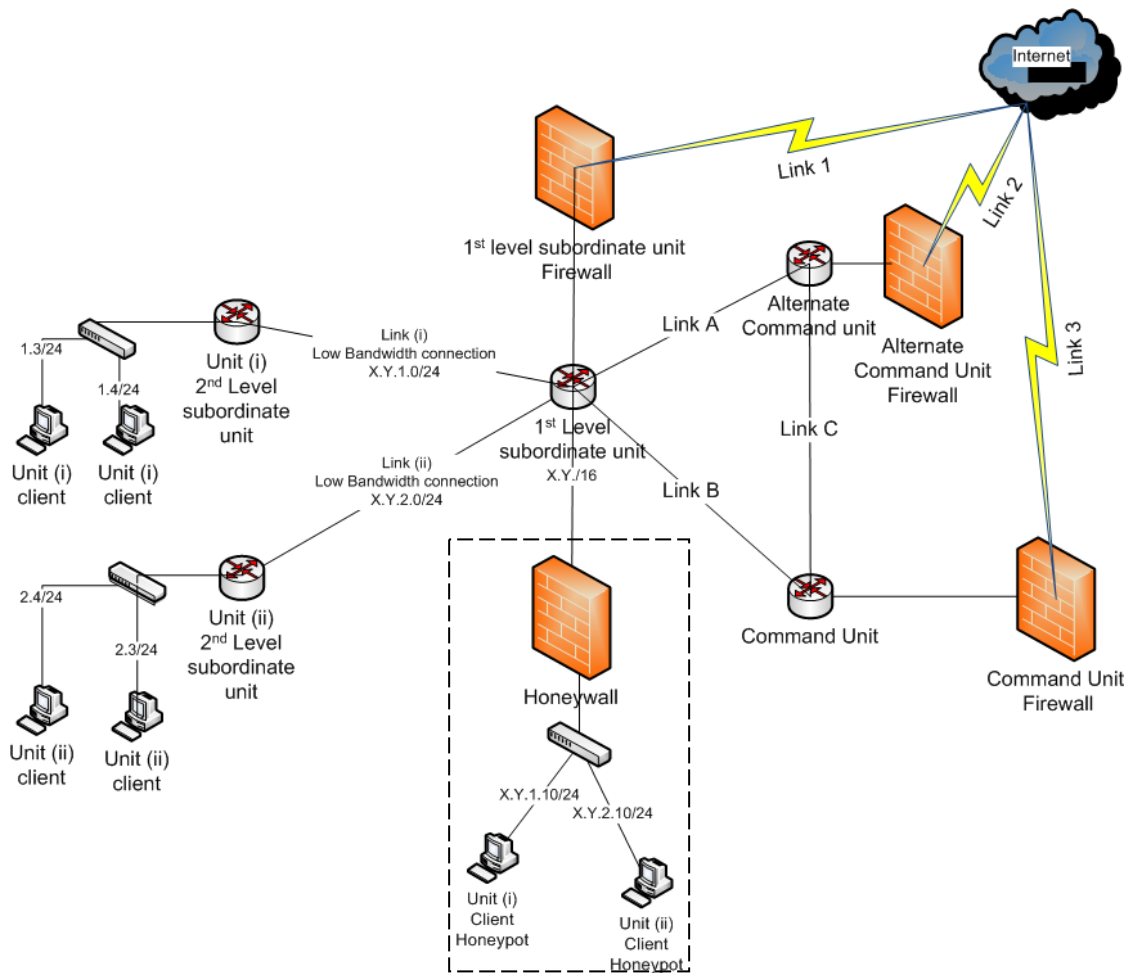 Internet
Link 1
Link 2
Link 3
1st level subordinate unit
Firewall
Alternate
Command unit
Alternate
Command Unit
Firewall
Link A
Link (i)
Low Bandwidth connection
X.Y.1.0/24
1.3/24
1.4/24
Unit (i)
2nd Level
subordinate
unit
Unit (i)
client
Unit (i)
client
1st Level
subordinate unit
X.Y./16
Link C
Link B
Link (ii)
Low Bandwidth connection
X.Y.2.0/24
2.4/24
2.3/24
Unit (ii)
2nd Level
subordinate
unit
Unit (ii)
client
Unit (ii)
client
Command Unit
Command Unit
Firewall
Honeywall
X.Y.1.10/24
X.Y.2.10/24
Unit (i)
Client
Honeypot
Unit (ii)
Client
Honeypot